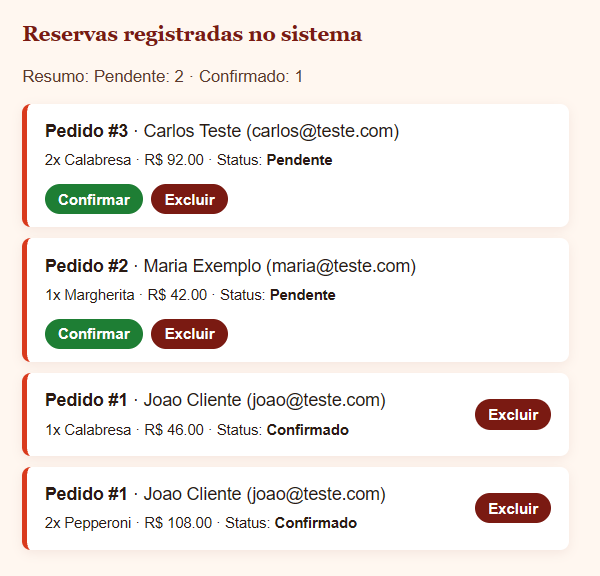 Reservas registradas no sistema
Resumo: Pendente: 2 · Confirmado: 1
Pedido #3 · Carlos Teste (carlos@teste.com)
2x Calabresa · R$ 92.00 · Status: Pendente
Confirmar Excluir
Pedido #2 · Maria Exemplo (maria@teste.com)
1x Margherita · R$ 42.00 · Status: Pendente
Confirmar Excluir
Pedido #1 · Joao Cliente (joao@teste.com)
1x Calabresa · R$ 46.00 · Status: Confirmado
Excluir
Pedido #1 · Joao Cliente (joao@teste.com)
2x Pepperoni · R$ 108.00 · Status: Confirmado
Excluir